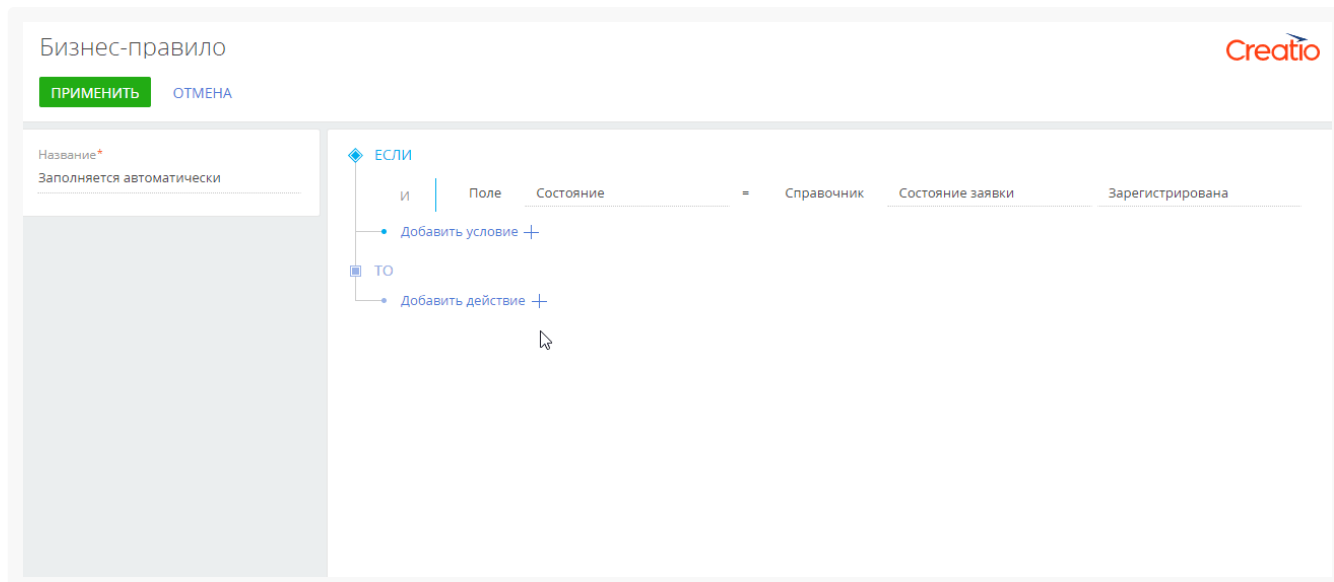 Бизнес-правило
Creatio
ПРИМЕНИТЬ ОТМЕНА
Название*
Заполняется автоматически
ЕСЛИ
И Поле Состояние = Справочник Состояние заявки Зарегистрирована
Добавить условие +
ТО
Добавить действие +